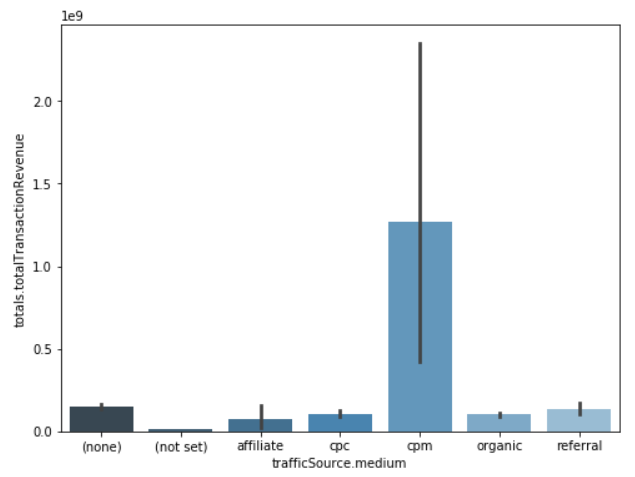 1e9
totals.totalTransactionRevenue
2.0
1.5
1.0
0.5
0.0
(none) (not set) affiliate cpc cpm organic referral
trafficSource.medium